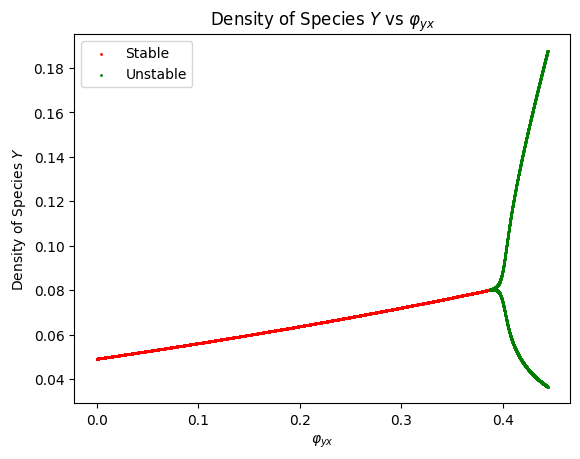 Density of Species Y vs φyx
Stable
Unstable
0.18
0.16
0.14
0.12
0.10
0.08
0.06
0.04
Density of Species Y
0.0 0.1 0.2 0.3 0.4
φyx